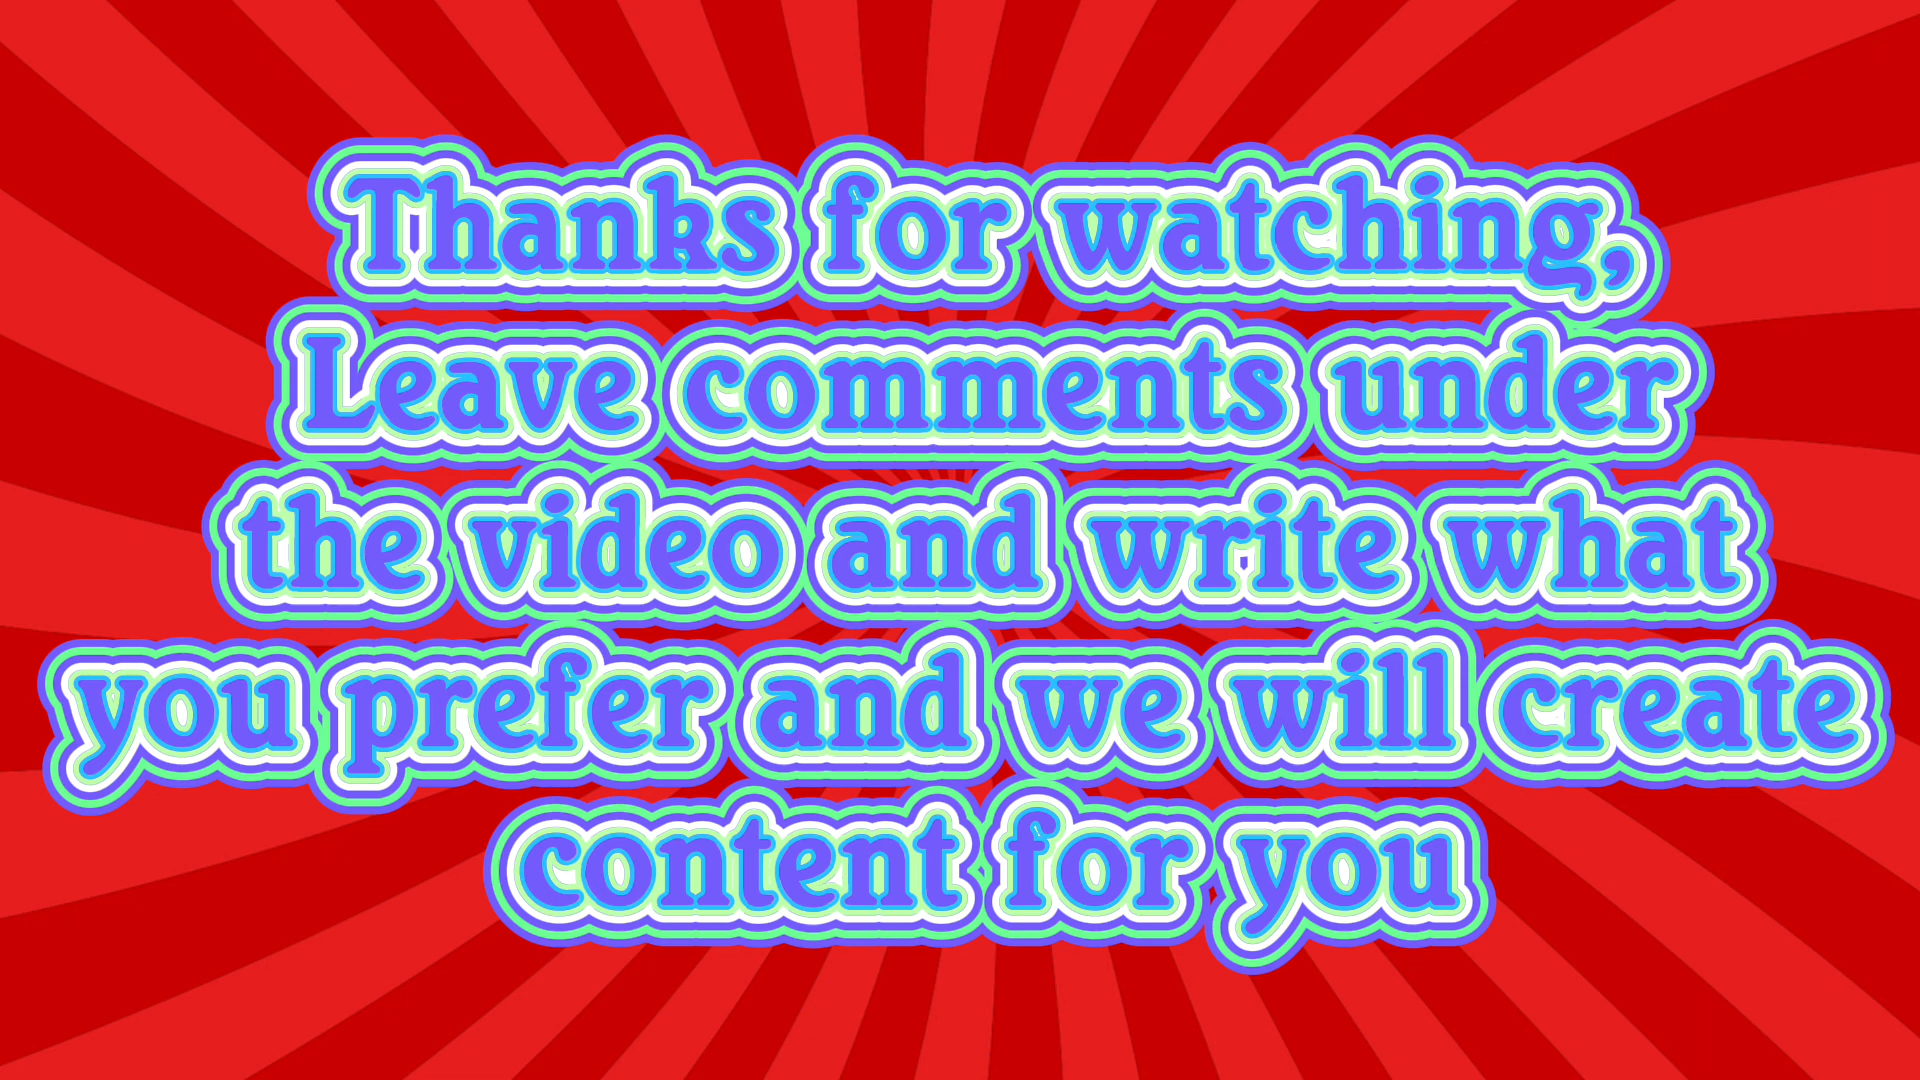 Thanks for watching,
Leave comments under
the video and write what
you prefer and we will create
content for you